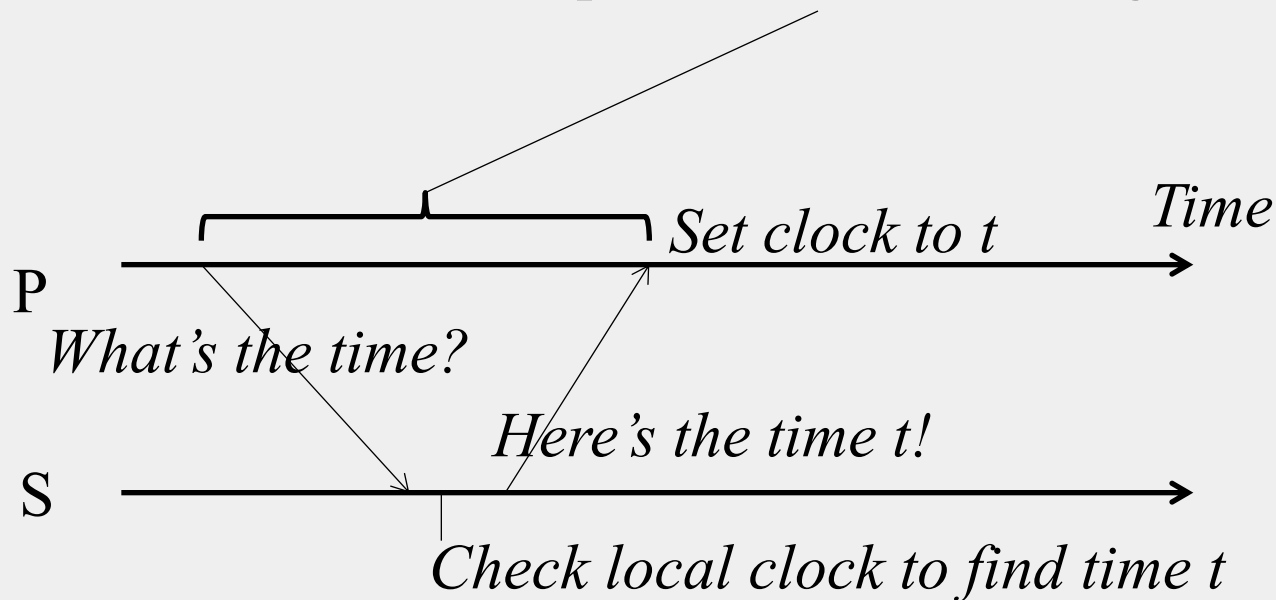 Time
Set clock to t
P
What’s the time?
Here’s the time t!
S
Check local clock to find time t